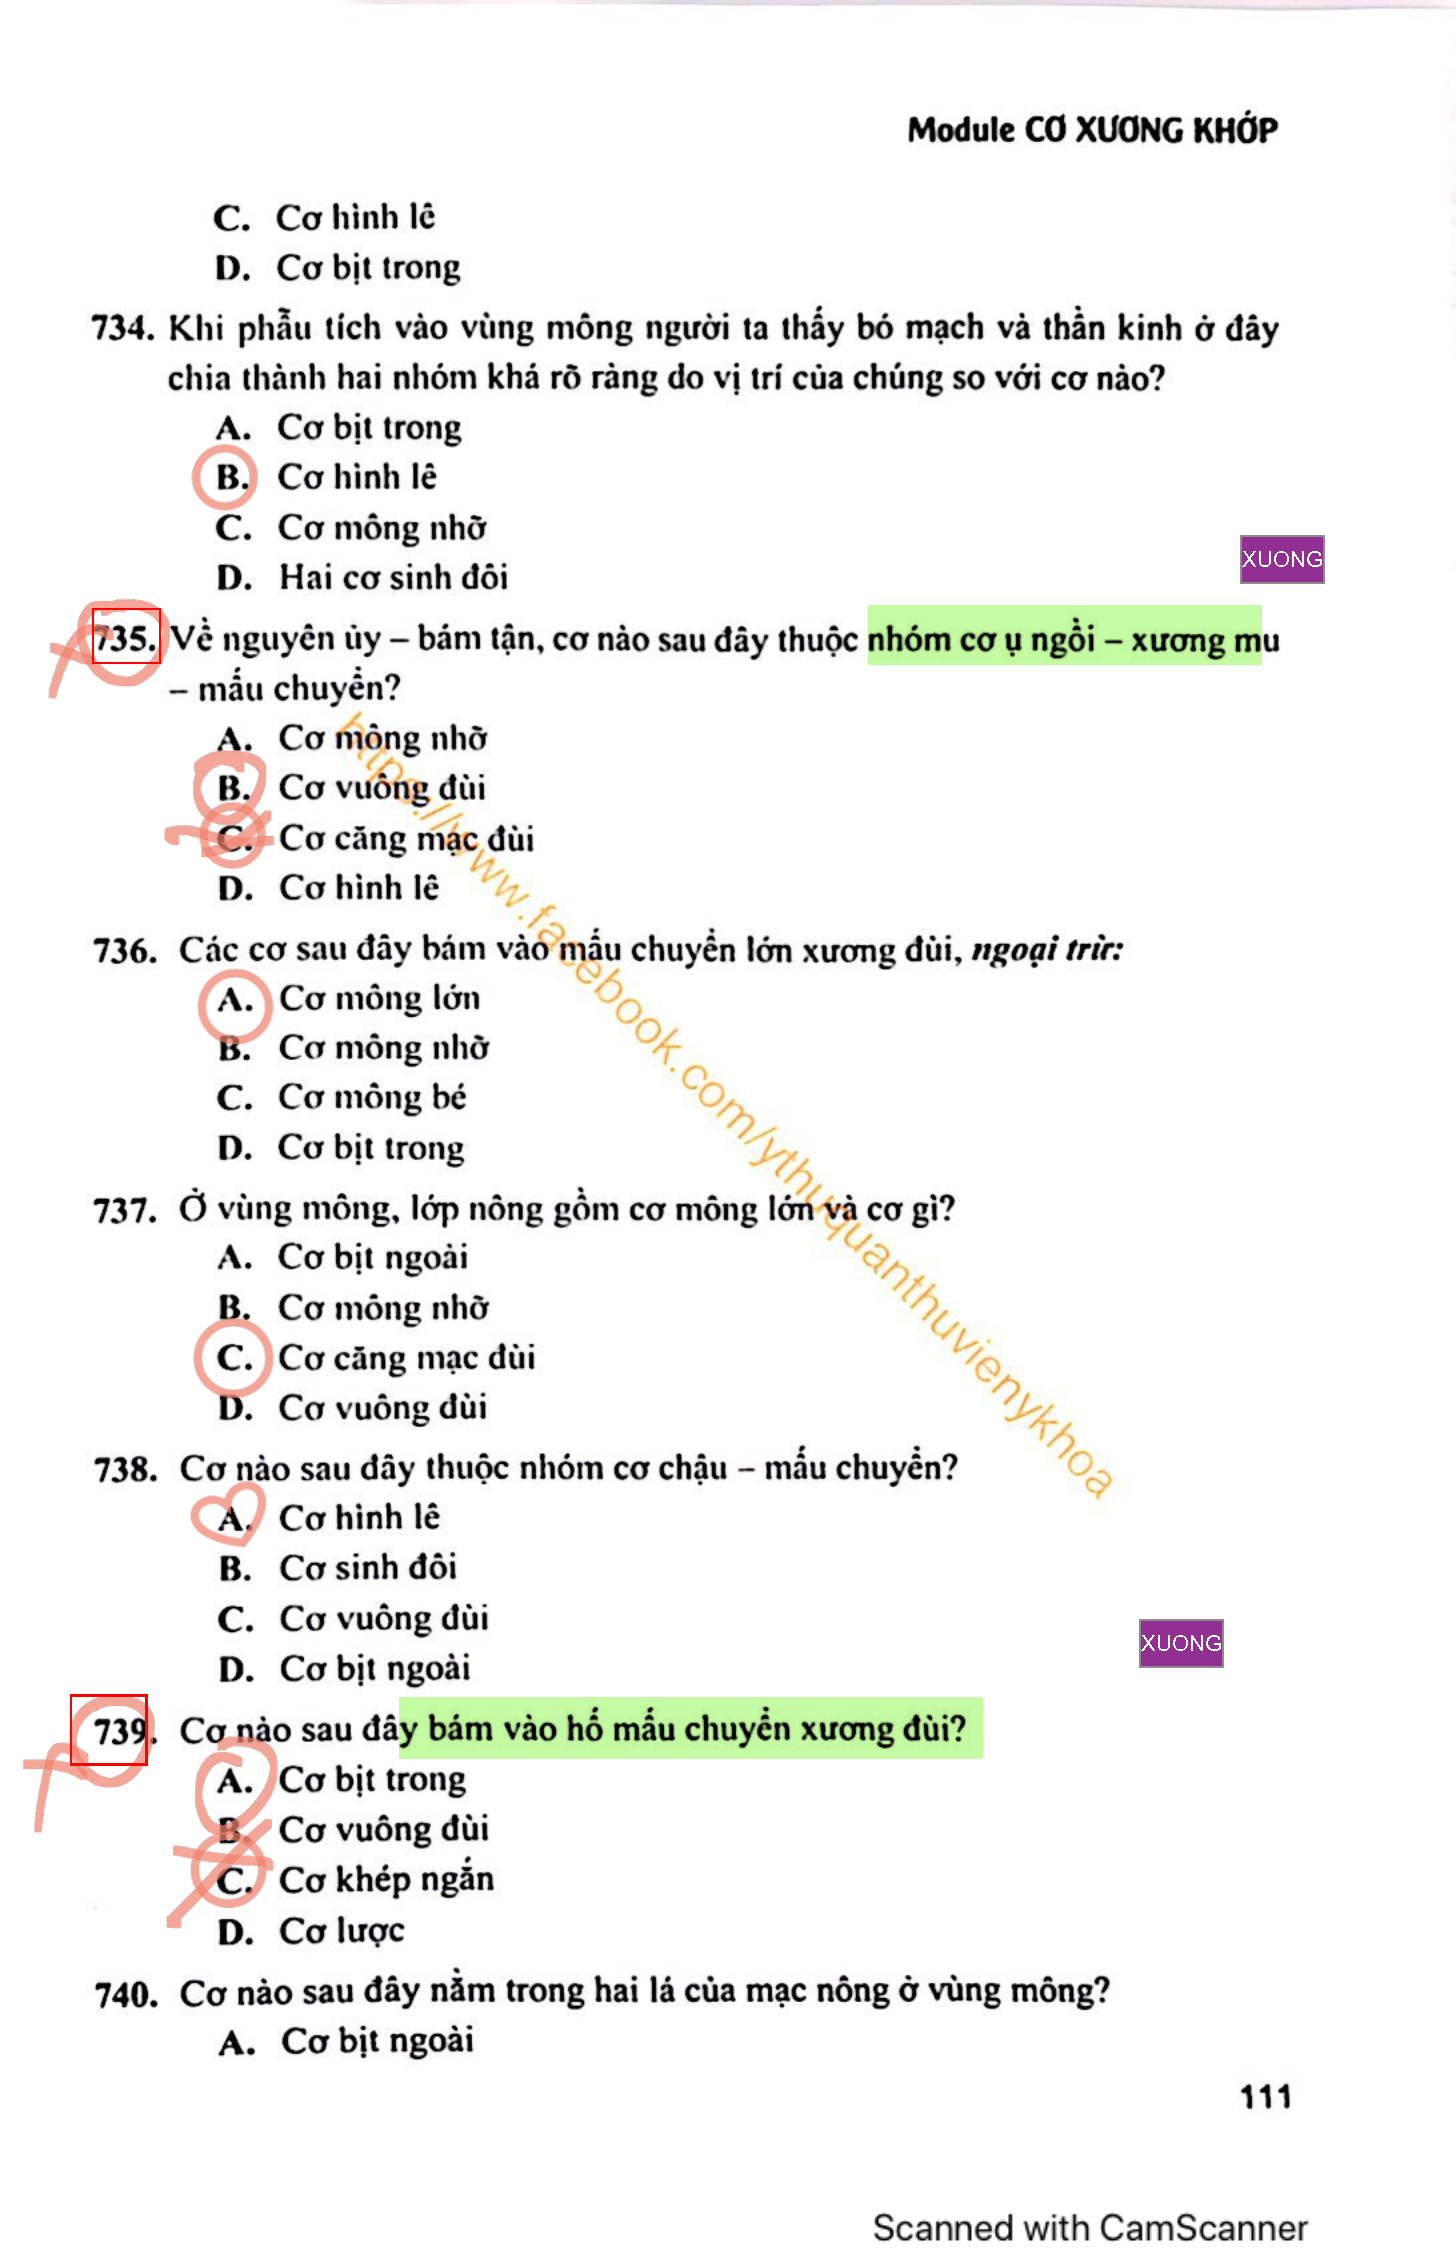 Module CƠ XƯƠNG KHỚP
C. Cơ hình lê
D. Cơ bịt trong
734. Khi phẫu tích vào vùng mông người ta thấy bó mạch và thần kinh ở đây
chia thành hai nhóm khá rõ ràng do vị trí của chúng so với cơ nào?
A. Cơ bịt trong
B. Cơ hình lê
C. Cơ mông nhỡ
D. Hai cơ sinh đôi
XUONG
735. Về nguyên ủy – bám tận, cơ nào sau đây thuộc nhóm cơ ụ ngồi – xương mu
– mấu chuyển?
A. Cơ mông nhỡ
B. Cơ vuông đùi
C. Cơ căng mạc đùi
D. Cơ hình lê
736. Các cơ sau đây bám vào mấu chuyển lớn xương đùi, ngoại trừ:
A. Cơ mông lớn
B. Cơ mông nhỡ
C. Cơ mông bé
D. Cơ bịt trong
https://www.facebook.com/ythuquanthuvienykhoa
737. Ở vùng mông, lớp nông gồm cơ mông lớn và cơ gì?
A. Cơ bịt ngoài
B. Cơ mông nhỡ
C. Cơ căng mạc đùi
D. Cơ vuông đùi
738. Cơ nào sau đây thuộc nhóm cơ chậu – mấu chuyển?
A. Cơ hình lê
B. Cơ sinh đôi
C. Cơ vuông đùi
D. Cơ bịt ngoài
XUONG
739. Cơ nào sau đây bám vào hố mấu chuyển xương đùi?
A. Cơ bịt trong
B. Cơ vuông đùi
C. Cơ khép ngắn
D. Cơ lược
740. Cơ nào sau đây nằm trong hai lá của mạc nông ở vùng mông?
A. Cơ bịt ngoài
111
Scanned with CamScanner